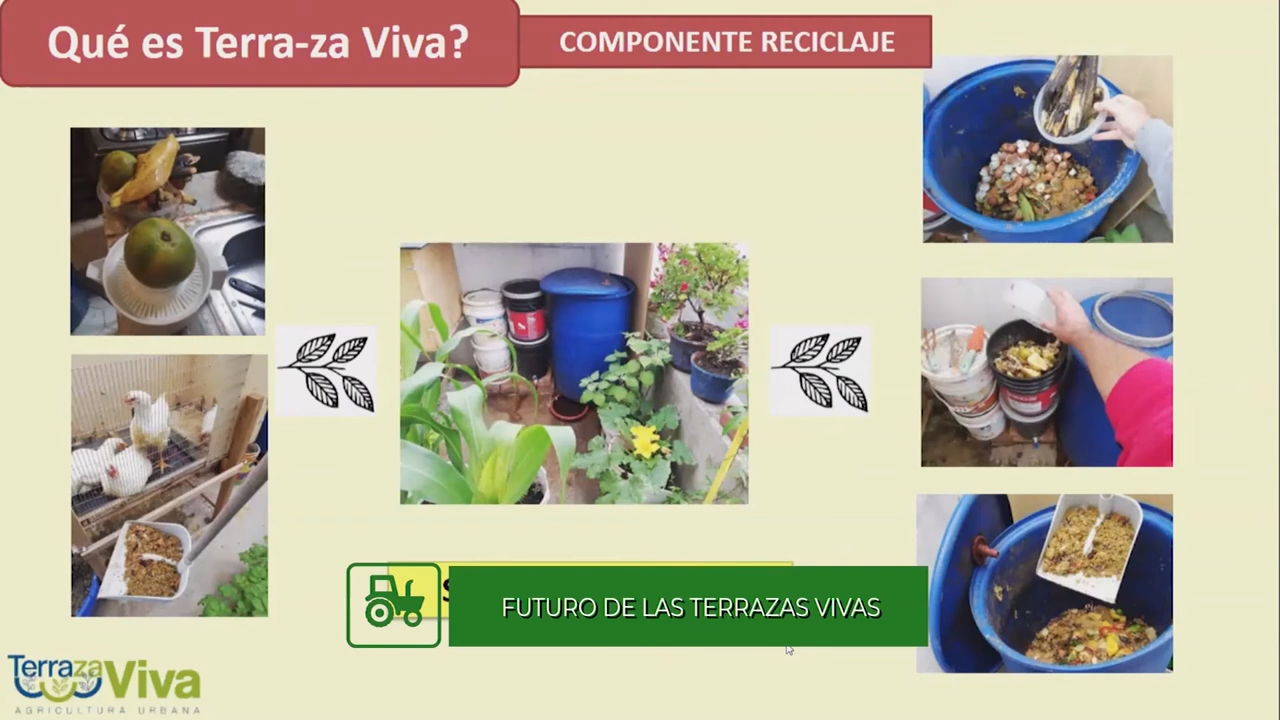 Qué es Terra-za Viva?
COMPONENTE RECICLAJE
FUTURO DE LAS TERRAZAS VIVAS
Terraza Viva
AGRICULTURA URBANA